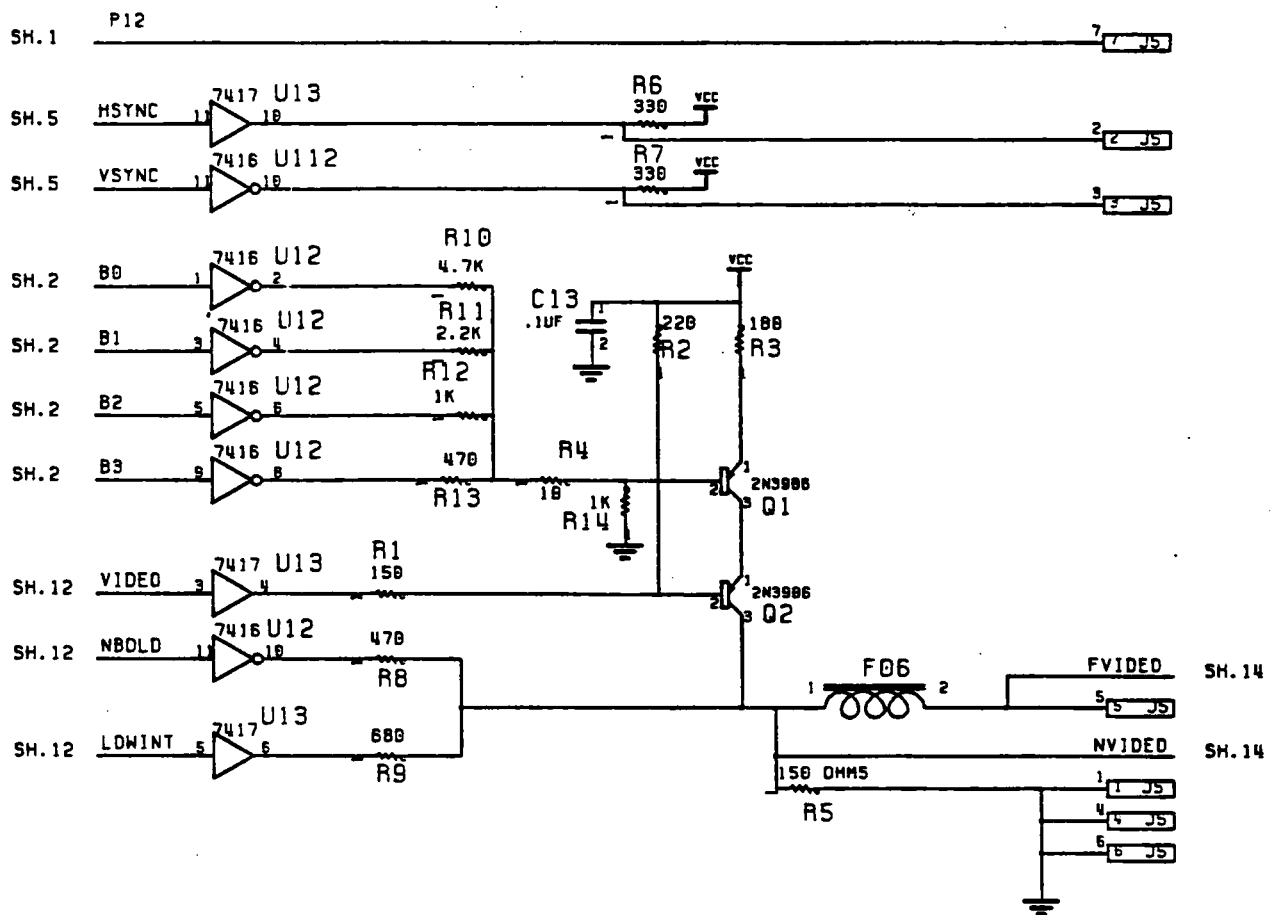 P12
SH.1
7
7 J5
SH.5 HSYNC 11 7417 10 U13
R6
330
VCC
2
2 J5
SH.5 VSYNC 11 7416 10 U112
R7
330
VCC
3
3 J5
SH.2 B0 1 7416 2 U12
R10
4.7K
SH.2 B1 3 7416 4 U12
R11
2.2K
SH.2 B2 5 7416 6 U12
R12
1K
SH.2 B3 9 7416 8 U12
470
R13
R4
10
1K
R14
C13
.1UF
1
2
VCC
220
R2
100
R3
1
2
3
2N3906
Q1
SH.12 VIDEO 3 7417 4 U13
R1
150
1
2
3
2N3906
Q2
SH.12 NBOLD 11 7416 10 U12
470
R8
SH.12 LOWINT 5 7417 6 U13
680
R9
1 F06 2
FVIDEO SH.14
5
5 J5
NVIDEO SH.14
150 OHMS
R5
1
1 J5
4
4 J5
6
6 J5